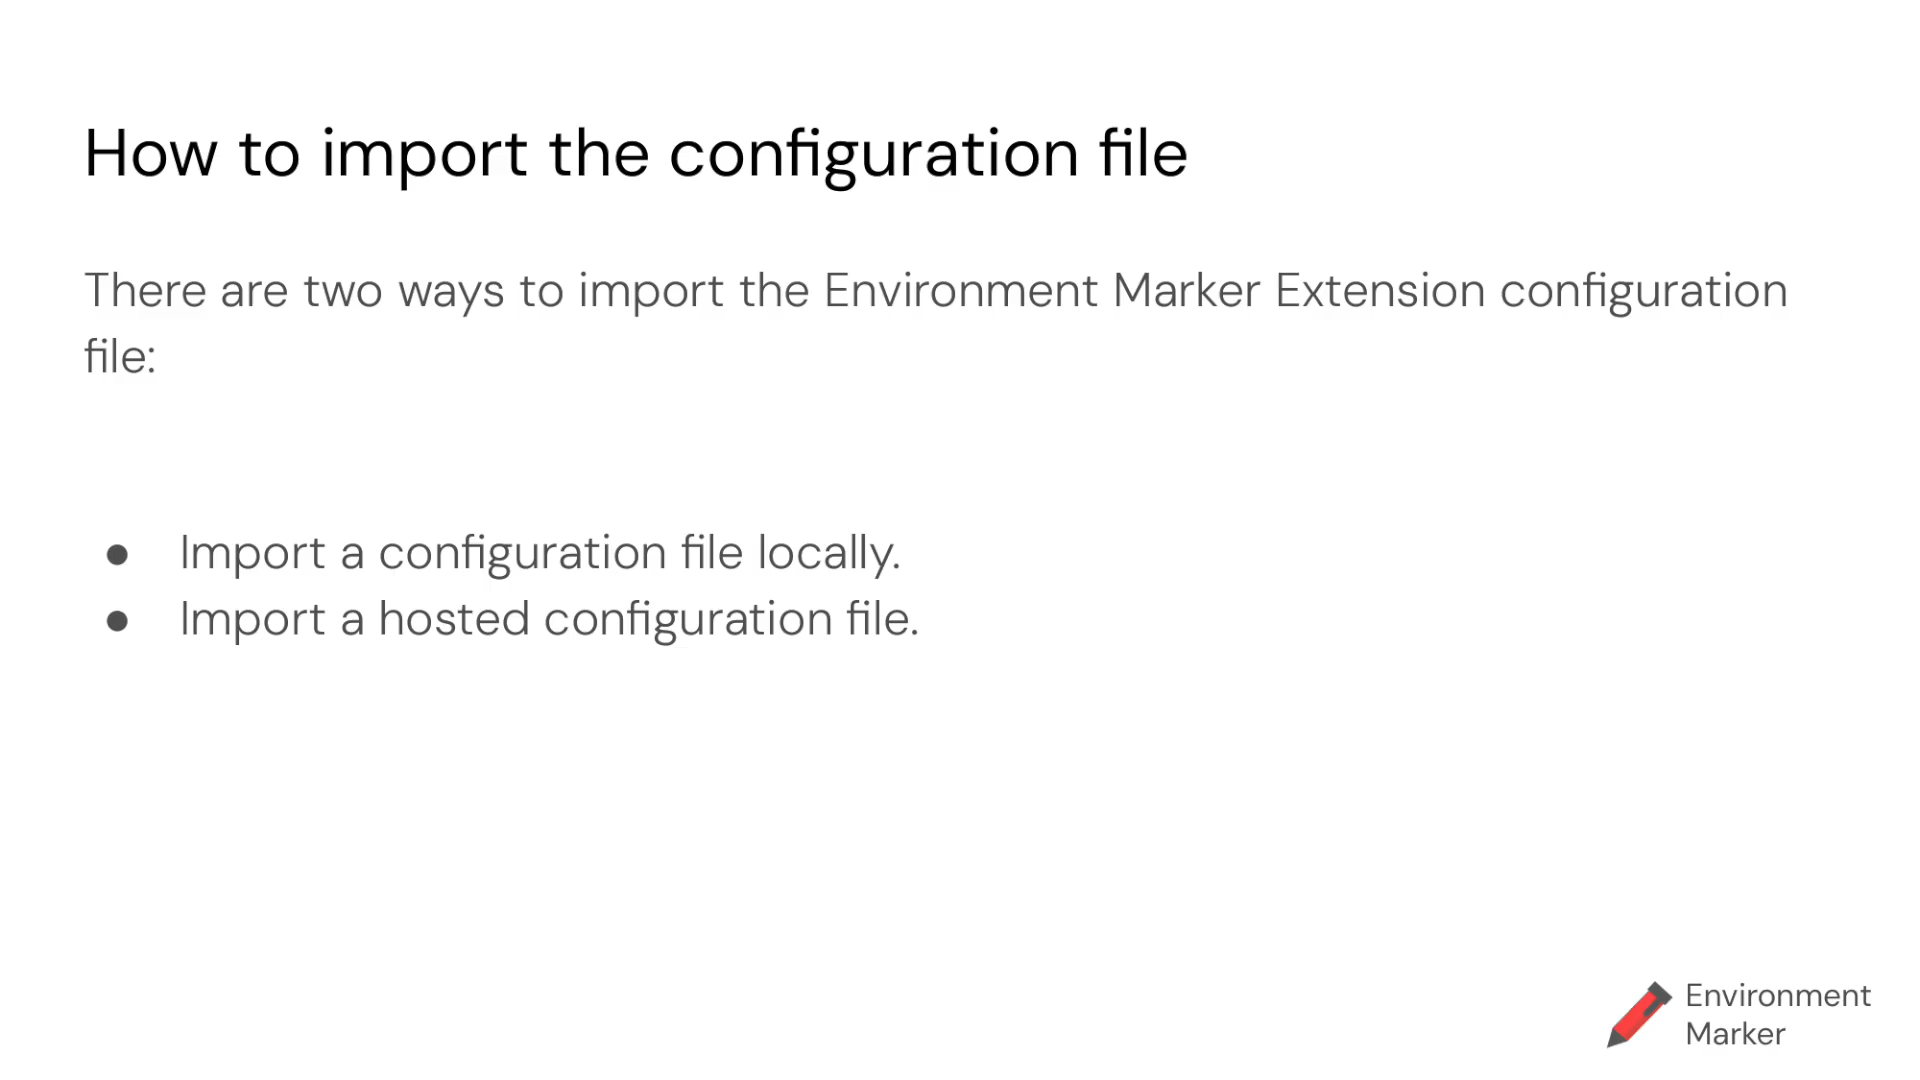 How to import the configuration file
There are two ways to import the Environment Marker Extension configuration
file:
● Import a configuration file locally.
● Import a hosted configuration file.
Environment
Marker